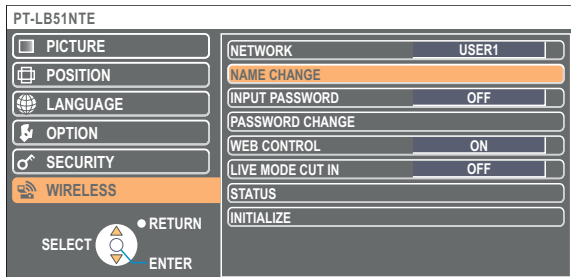 PT-LB51NTE
PICTURE
POSITION
LANGUAGE
OPTION
SECURITY
WIRELESS
RETURN
SELECT
ENTER
NETWORK USER1
NAME CHANGE
INPUT PASSWORD OFF
PASSWORD CHANGE
WEB CONTROL ON
LIVE MODE CUT IN OFF
STATUS
INITIALIZE